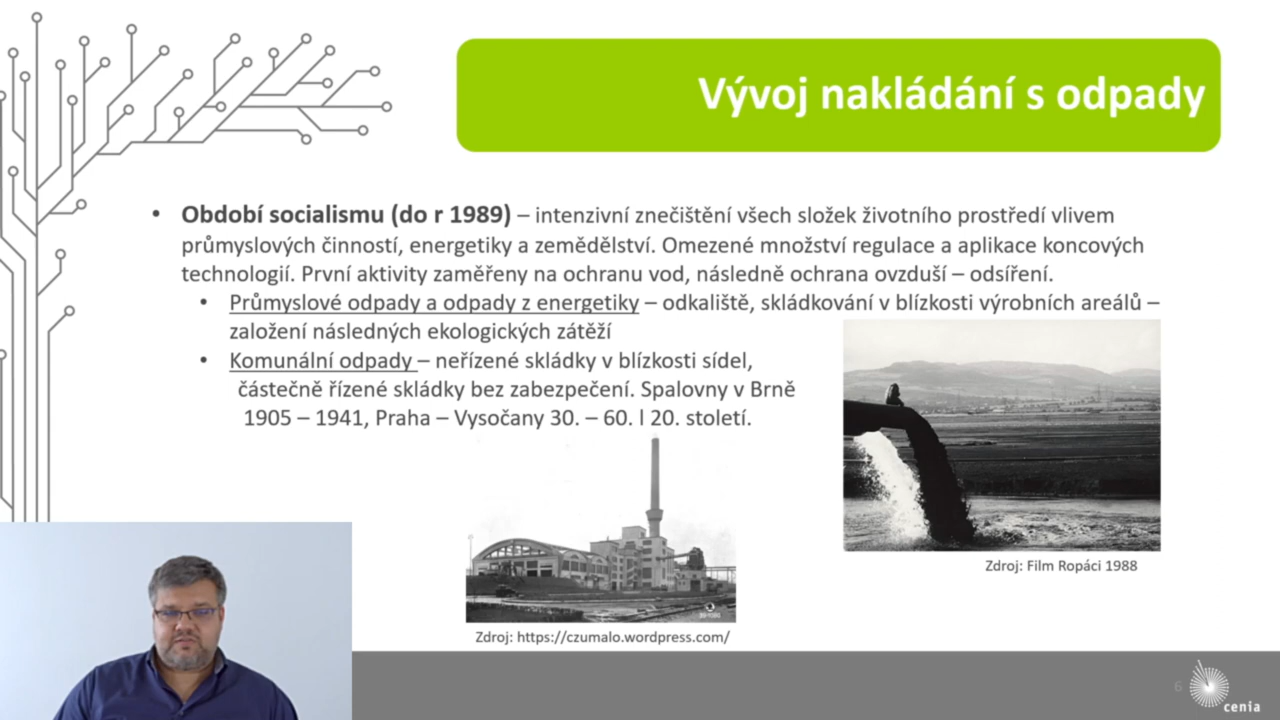 Vývoj nakládání s odpady
• Období socialismu (do r 1989) – intenzivní znečištění všech složek životního prostředí vlivem
průmyslových činností, energetiky a zemědělství. Omezené množství regulace a aplikace koncových
technologií. První aktivity zaměřeny na ochranu vod, následně ochrana ovzduší – odsíření.
• Průmyslové odpady a odpady z energetiky – odkaliště, skládkování v blízkosti výrobních areálů –
založení následných ekologických zátěží
• Komunální odpady – neřízené skládky v blízkosti sídel,
částečně řízené skládky bez zabezpečení. Spalovny v Brně
1905 – 1941, Praha – Vysočany 30. – 60. l 20. století.
Zdroj: Film Ropáci 1988
Zdroj: https://czumalo.wordpress.com/
6
cenia